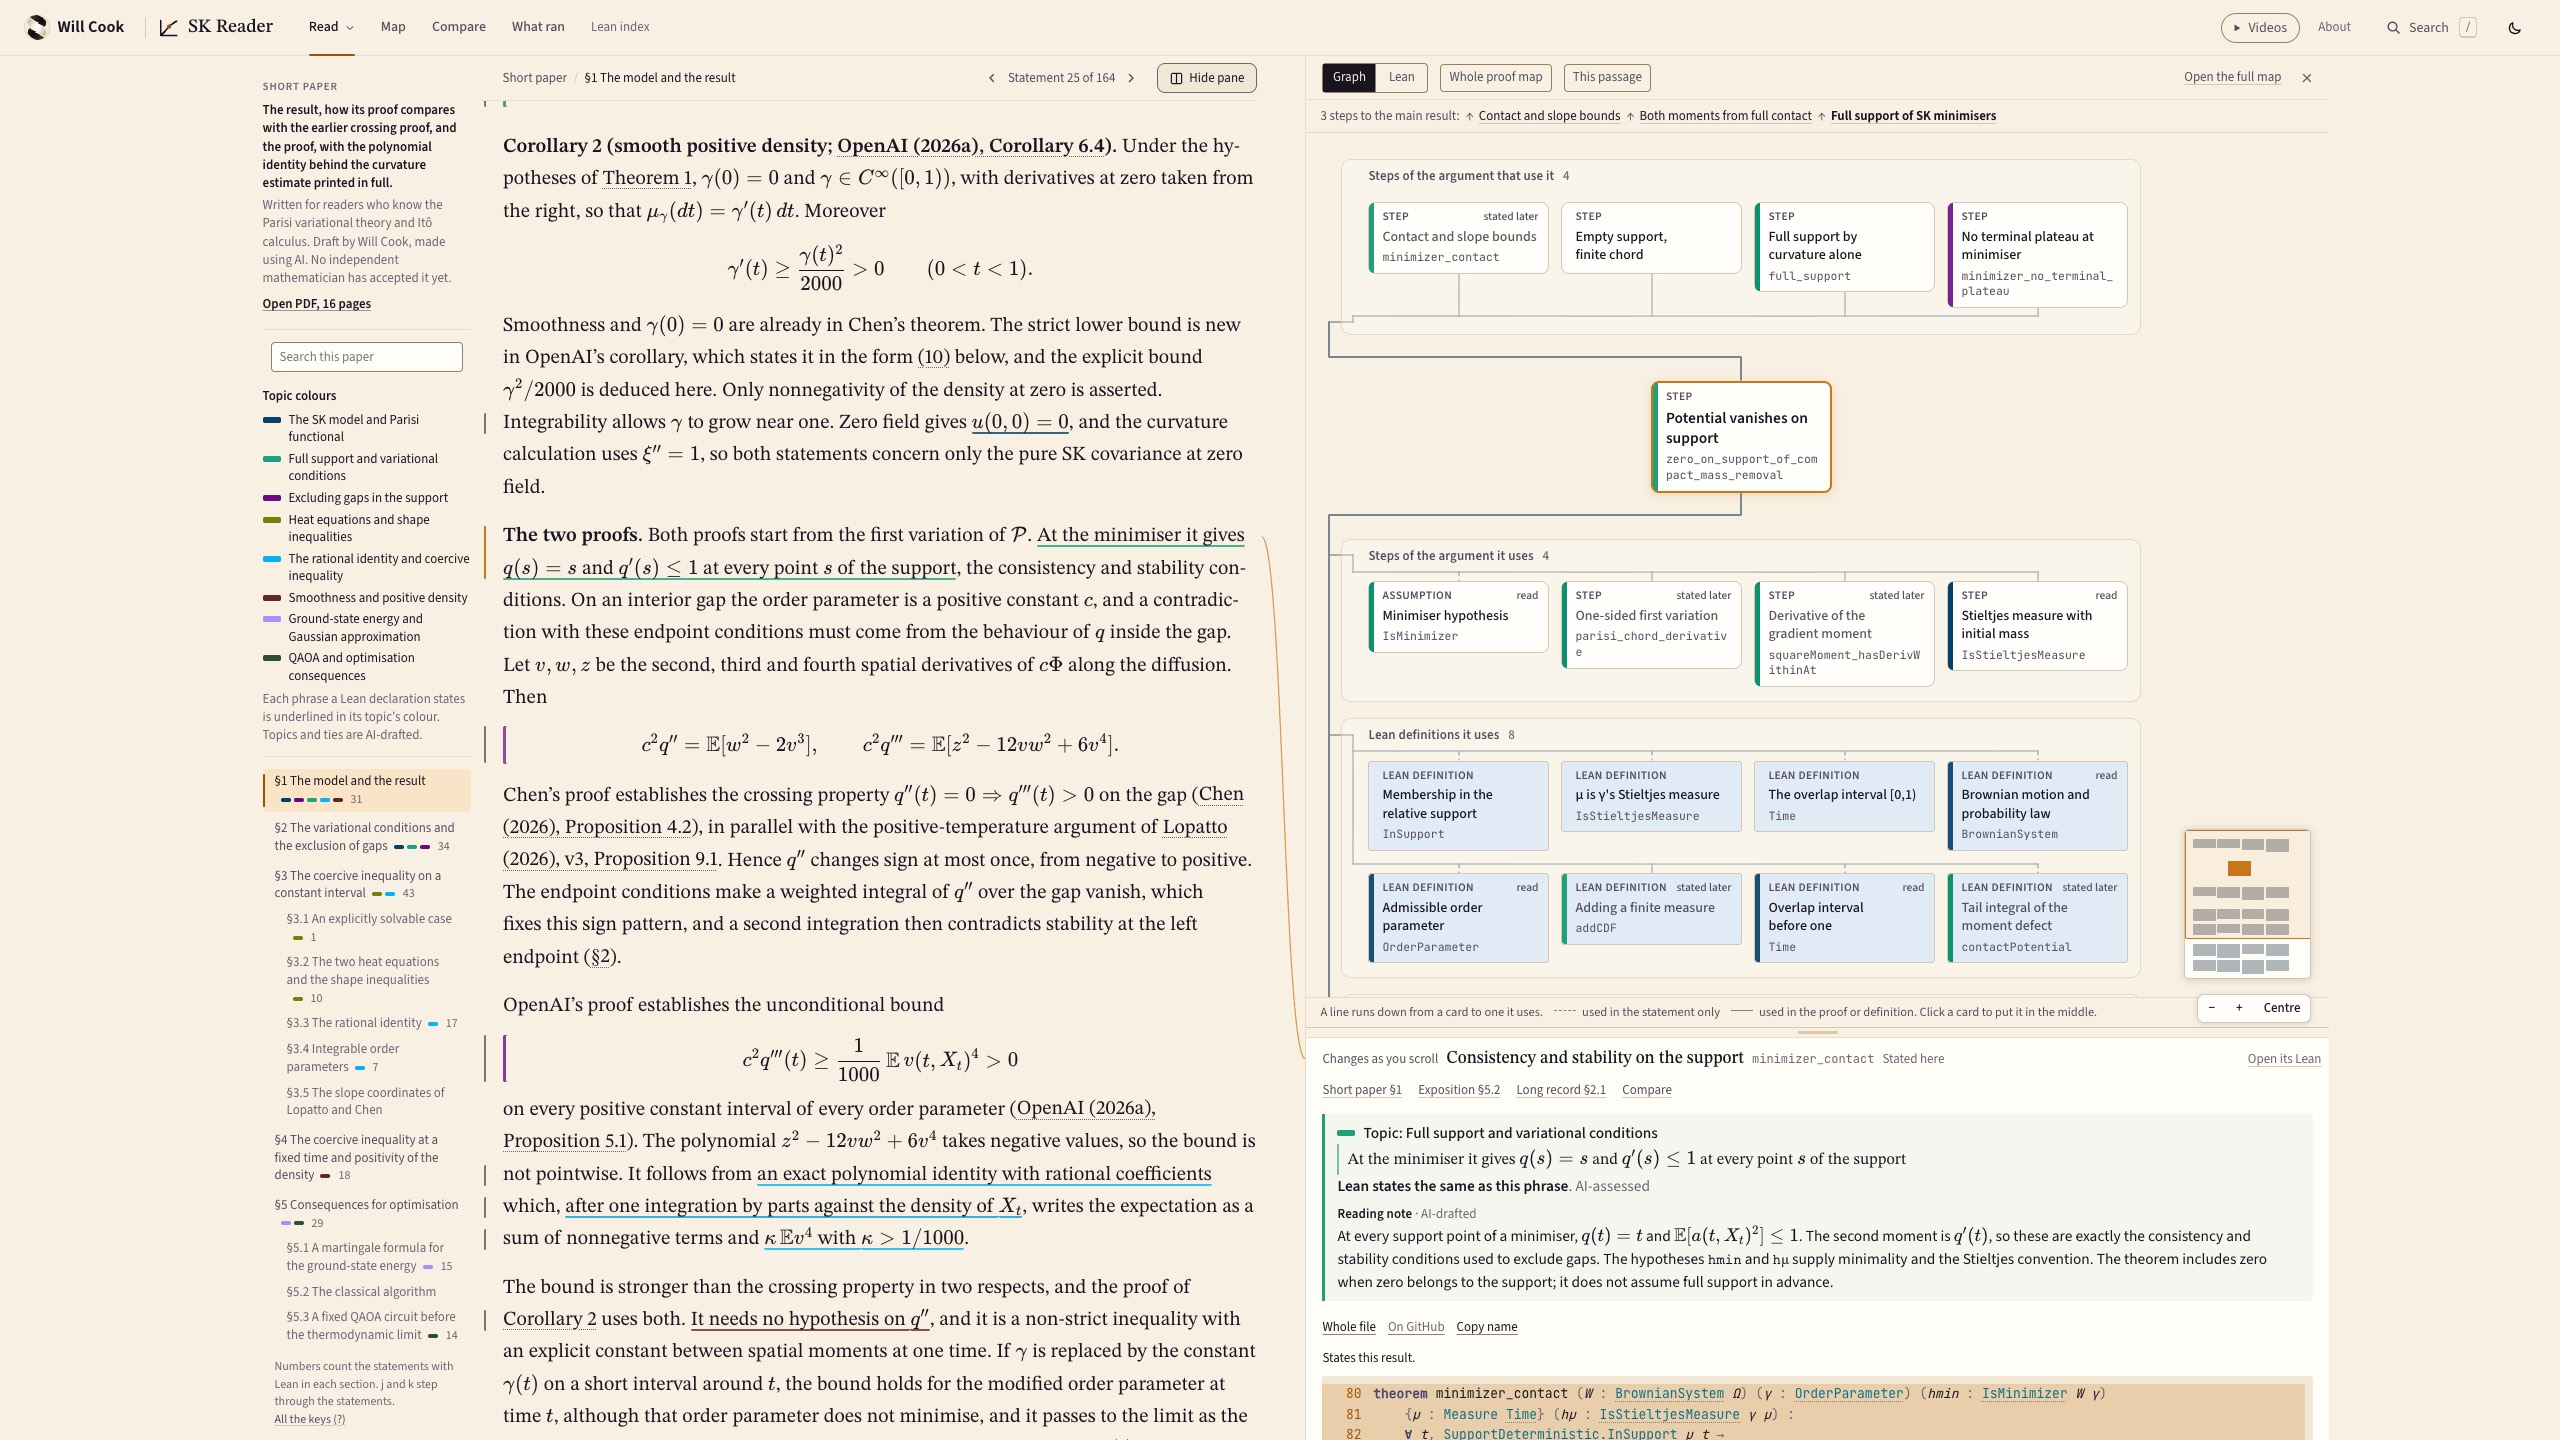 Will Cook
SK Reader
Read
Map
Compare
What ran
Lean index
Videos
About
Search /
SHORT PAPER
The result, how its proof compares
with the earlier crossing proof, and
the proof, with the polynomial
identity behind the curvature
estimate printed in full.
Written for readers who know the
Parisi variational theory and Itô
calculus. Draft by Will Cook, made
using AI. No independent
mathematician has accepted it yet.
Open PDF, 16 pages
Search this paper
Topic colours
The SK model and Parisi
functional
Full support and variational
conditions
Excluding gaps in the support
Heat equations and shape
inequalities
The rational identity and coercive
inequality
Smoothness and positive density
Ground-state energy and
Gaussian approximation
QAOA and optimisation
consequences
Each phrase a Lean declaration states
is underlined in its topic's colour.
Topics and ties are AI-drafted.
§1 The model and the result
31
§2 The variational conditions and
the exclusion of gaps 34
§3 The coercive inequality on a
constant interval 43
§3.1 An explicitly solvable case
1
§3.2 The two heat equations
and the shape inequalities
10
§3.3 The rational identity 17
§3.4 Integrable order
parameters 7
§3.5 The slope coordinates of
Lopatto and Chen
§4 The coercive inequality at a
fixed time and positivity of the
density 18
§5 Consequences for optimisation
29
§5.1 A martingale formula for
the ground-state energy 15
§5.2 The classical algorithm
§5.3 A fixed QAOA circuit before
the thermodynamic limit 14
Numbers count the statements with
Lean in each section. j and k step
through the statements.
All the keys (?)
Short paper / §1 The model and the result
Statement 25 of 164
Hide pane
Corollary 2 (smooth positive density; OpenAI (2026a), Corollary 6.4). Under the hy-
potheses of Theorem 1, γ(0) = 0 and γ ∈ C^∞([0, 1)), with derivatives at zero taken from
the right, so that μ_γ(dt) = γ′(t) dt. Moreover
γ′(t) ≥ γ(t)²/2000 > 0 (0 < t < 1).
Smoothness and γ(0) = 0 are already in Chen's theorem. The strict lower bound is new
in OpenAI's corollary, which states it in the form (10) below, and the explicit bound
γ²/2000 is deduced here. Only nonnegativity of the density at zero is asserted.
Integrability allows γ to grow near one. Zero field gives u(0, 0) = 0, and the curvature
calculation uses ξ″ = 1, so both statements concern only the pure SK covariance at zero
field.
The two proofs. Both proofs start from the first variation of 𝒫. At the minimiser it gives
q(s) = s and q′(s) ≤ 1 at every point s of the support, the consistency and stability con-
ditions. On an interior gap the order parameter is a positive constant c, and a contradic-
tion with these endpoint conditions must come from the behaviour of q inside the gap.
Let v, w, z be the second, third and fourth spatial derivatives of cΦ along the diffusion.
Then
c²q″ = 𝔼[w² − 2v³], c²q‴ = 𝔼[z² − 12vw² + 6v⁴].
Chen's proof establishes the crossing property q″(t) = 0 ⇒ q‴(t) > 0 on the gap (Chen
(2026), Proposition 4.2), in parallel with the positive-temperature argument of Lopatto
(2026), v3, Proposition 9.1. Hence q″ changes sign at most once, from negative to positive.
The endpoint conditions make a weighted integral of q″ over the gap vanish, which
fixes this sign pattern, and a second integration then contradicts stability at the left
endpoint (§2).
OpenAI's proof establishes the unconditional bound
c²q‴(t) ≥ 1/1000 𝔼 v(t, X_t)⁴ > 0
on every positive constant interval of every order parameter (OpenAI (2026a),
Proposition 5.1). The polynomial z² − 12vw² + 6v⁴ takes negative values, so the bound is
not pointwise. It follows from an exact polynomial identity with rational coefficients
which, after one integration by parts against the density of X_t, writes the expectation as a
sum of nonnegative terms and κ 𝔼v⁴ with κ > 1/1000.
The bound is stronger than the crossing property in two respects, and the proof of
Corollary 2 uses both. It needs no hypothesis on q″, and it is a non-strict inequality with
an explicit constant between spatial moments at one time. If γ is replaced by the constant
γ(t) on a short interval around t, the bound holds for the modified order parameter at
time t, although that order parameter does not minimise, and it passes to the limit as the
Graph
Lean
Whole proof map
This passage
Open the full map
×
3 steps to the main result: ↑ Contact and slope bounds ↑ Both moments from full contact ↑ Full support of SK minimisers
Steps of the argument that use it 4
STEP stated later
Contact and slope bounds
minimizer_contact
STEP
Empty support,
finite chord
STEP
Full support by
curvature alone
full_support
STEP
No terminal plateau at
minimiser
minimizer_no_terminal_
plateau
STEP
Potential vanishes on
support
zero_on_support_of_com
pact_mass_removal
Steps of the argument it uses 4
ASSUMPTION read
Minimiser hypothesis
IsMinimizer
STEP stated later
One-sided first variation
parisi_chord_derivativ
e
STEP stated later
Derivative of the
gradient moment
squareMoment_hasDerivW
ithinAt
STEP read
Stieltjes measure with
initial mass
IsStieltjesMeasure
Lean definitions it uses 8
LEAN DEFINITION
Membership in the
relative support
InSupport
LEAN DEFINITION
μ is γ's Stieltjes measure
IsStieltjesMeasure
LEAN DEFINITION
The overlap interval [0,1)
Time
LEAN DEFINITION read
Brownian motion and
probability law
BrownianSystem
LEAN DEFINITION read
Admissible order
parameter
OrderParameter
LEAN DEFINITION stated later
Adding a finite measure
addCDF
LEAN DEFINITION read
Overlap interval
before one
Time
LEAN DEFINITION stated later
Tail integral of the
moment defect
contactPotential
A line runs down from a card to one it uses. used in the statement only used in the proof or definition. Click a card to put it in the middle.
− + Centre
Changes as you scroll Consistency and stability on the support minimizer_contact Stated here
Open its Lean
Short paper §1 Exposition §5.2 Long record §2.1 Compare
Topic: Full support and variational conditions
At the minimiser it gives q(s) = s and q′(s) ≤ 1 at every point s of the support
Lean states the same as this phrase. AI-assessed
Reading note · AI-drafted
At every support point of a minimiser, q(t) = t and 𝔼[a(t, X_t)²] ≤ 1. The second moment is q′(t), so these are exactly the consistency and
stability conditions used to exclude gaps. The hypotheses hmin and hμ supply minimality and the Stieltjes convention. The theorem includes zero
when zero belongs to the support; it does not assume full support in advance.
Whole file On GitHub Copy name
States this result.
80 theorem minimizer_contact (W : BrownianSystem Ω) (γ : OrderParameter) (hmin : IsMinimizer W γ)
81 {μ : Measure Time} (hμ : IsStieltjesMeasure γ μ) :
82 ∀ t, SupportDeterministic.InSupport μ t →